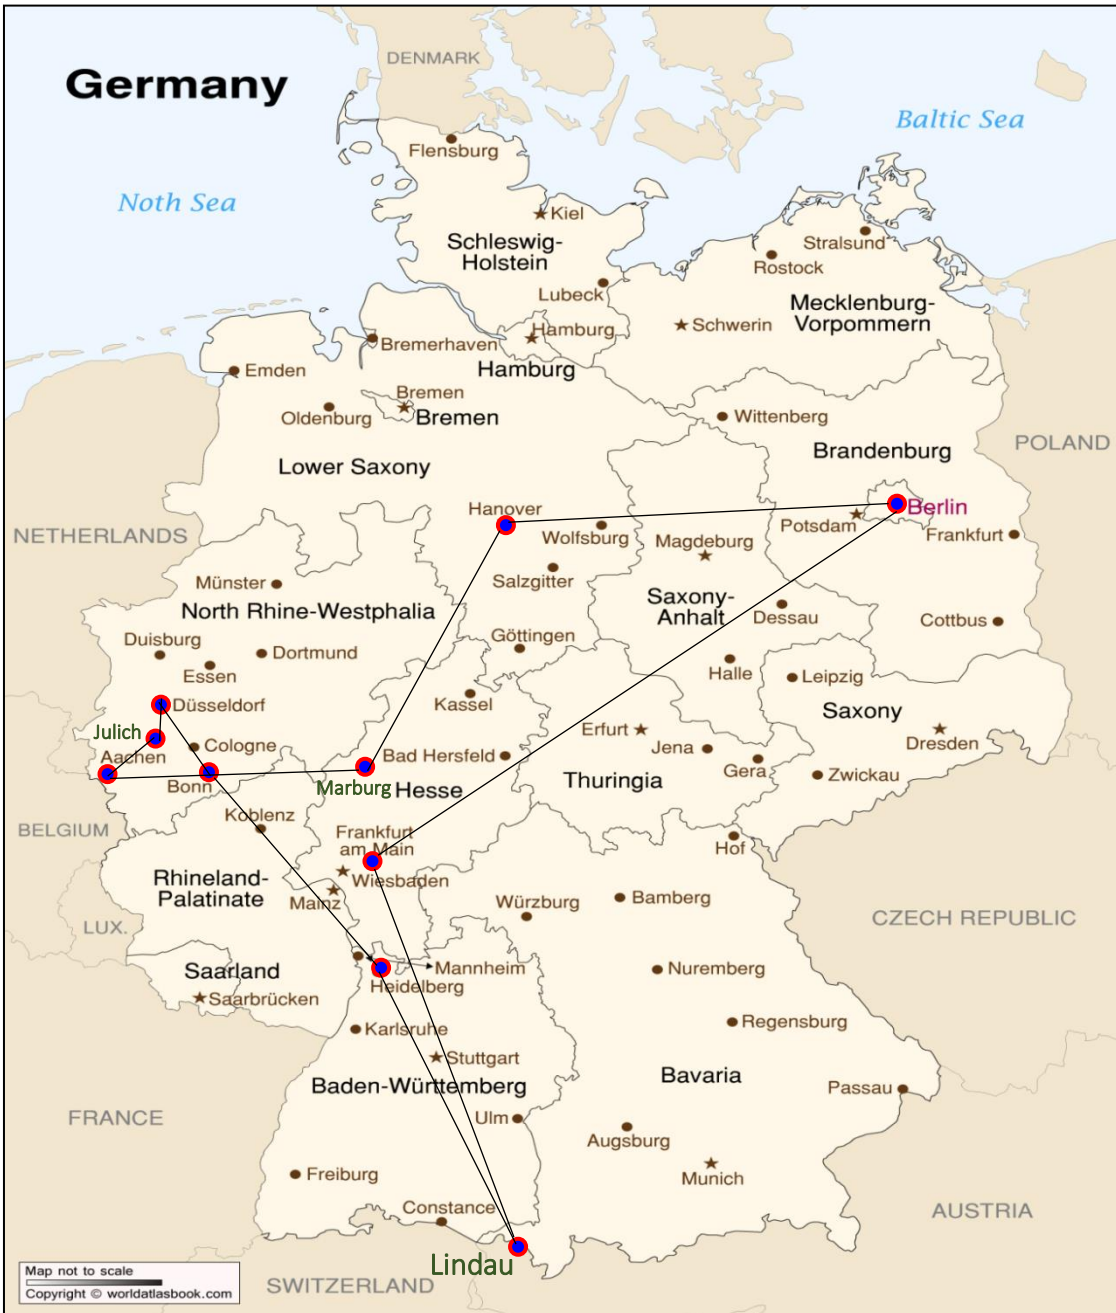 DENMARK
Germany
Baltic Sea
Flensburg
Noth Sea
Kiel
Stralsund
Schleswig-
Holstein
Rostock
Lubeck
Mecklenburg-
Vorpommern
Schwerin
Hamburg
Bremerhaven
Hamburg
Emden
Bremen
Oldenburg
Bremen
Wittenberg
POLAND
Brandenburg
Lower Saxony
Hanover
Berlin
Potsdam
NETHERLANDS
Wolfsburg
Magdeburg
Frankfurt
Salzgitter
Münster
Saxony-
Anhalt
North Rhine-Westphalia
Dessau
Cottbus
Göttingen
Duisburg
Dortmund
Essen
Halle
Leipzig
Kassel
Düsseldorf
Saxony
Julich
Erfurt
Cologne
Jena
Dresden
Aachen
Bad Hersfeld
Gera
Thuringia
Zwickau
Bonn
Marburg
Hesse
Koblenz
BELGIUM
Frankfurt
am Main
Hof
Wiesbaden
Rhineland-
Palatinate
Mainz
Bamberg
Würzburg
CZECH REPUBLIC
LUX.
Saarland
Mannheim
Nuremberg
Heidelberg
Saarbrücken
Regensburg
Karlsruhe
Stuttgart
Bavaria
Baden-Württemberg
Passau
FRANCE
Ulm
Augsburg
Freiburg
Munich
Constance
AUSTRIA
Lindau
Map not to scale
SWITZERLAND
Copyright © worldatlasbook.com